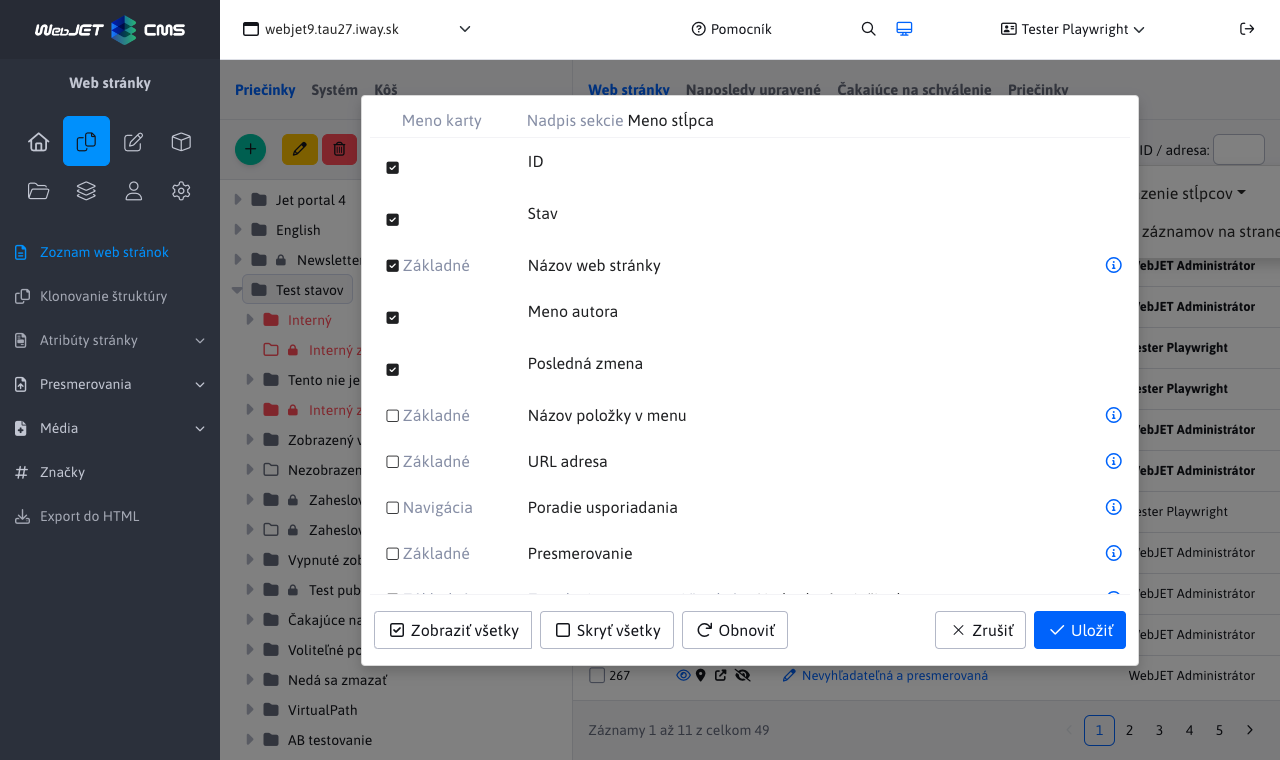 WebJET CMS
webjet9.tau27.iway.sk
Pomocník
Tester Playwright
Web stránky
Zoznam web stránok
Klonovanie štruktúry
Atribúty stránky
Presmerovania
Média
Značky
Export do HTML
Priečinky
Systém
Kôš
Jet portal 4
English
Newslette
Test stavov
Interný
Interný z
Tento nie je
Interný z
Zobrazený v
Nezobrazen
Zaheslov
Zaheslov
Vypnuté zob
Test pub
Čakajúce na
Voliteľné po
Nedá sa zmazať
VirtualPath
AB testovanie
Web stránky
Naposledy upravené
Čakajúce na schválenie
Priečinky
ID / adresa:
zenie stĺpcov
záznamov na strane
WebJET Administrátor
WebJET Administrátor
Tester Playwright
Tester Playwright
WebJET Administrátor
WebJET Administrátor
Tester Playwright
WebJET Administrátor
WebJET Administrátor
WebJET Administrátor
267 Nevyhľadateľná a presmerovaná WebJET Administrátor
Záznamy 1 až 11 z celkom 49
1 2 3 4 5
Meno karty Nadpis sekcie Meno stĺpca
ID
Stav
Základné Názov web stránky
Meno autora
Posledná zmena
Základné Názov položky v menu
Základné URL adresa
Navigácia Poradie usporiadania
Základné Presmerovanie
Zobraziť všetky
Skryť všetky
Obnoviť
Zrušiť
Uložiť